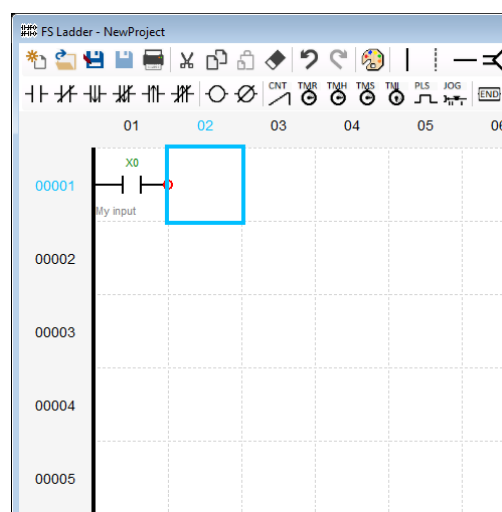 FS Ladder - NewProject
CNT TMR TMH TMS TMI PLS JOG END
01 02 03 04 05 06
X0
00001
My input
00002
00003
00004
00005